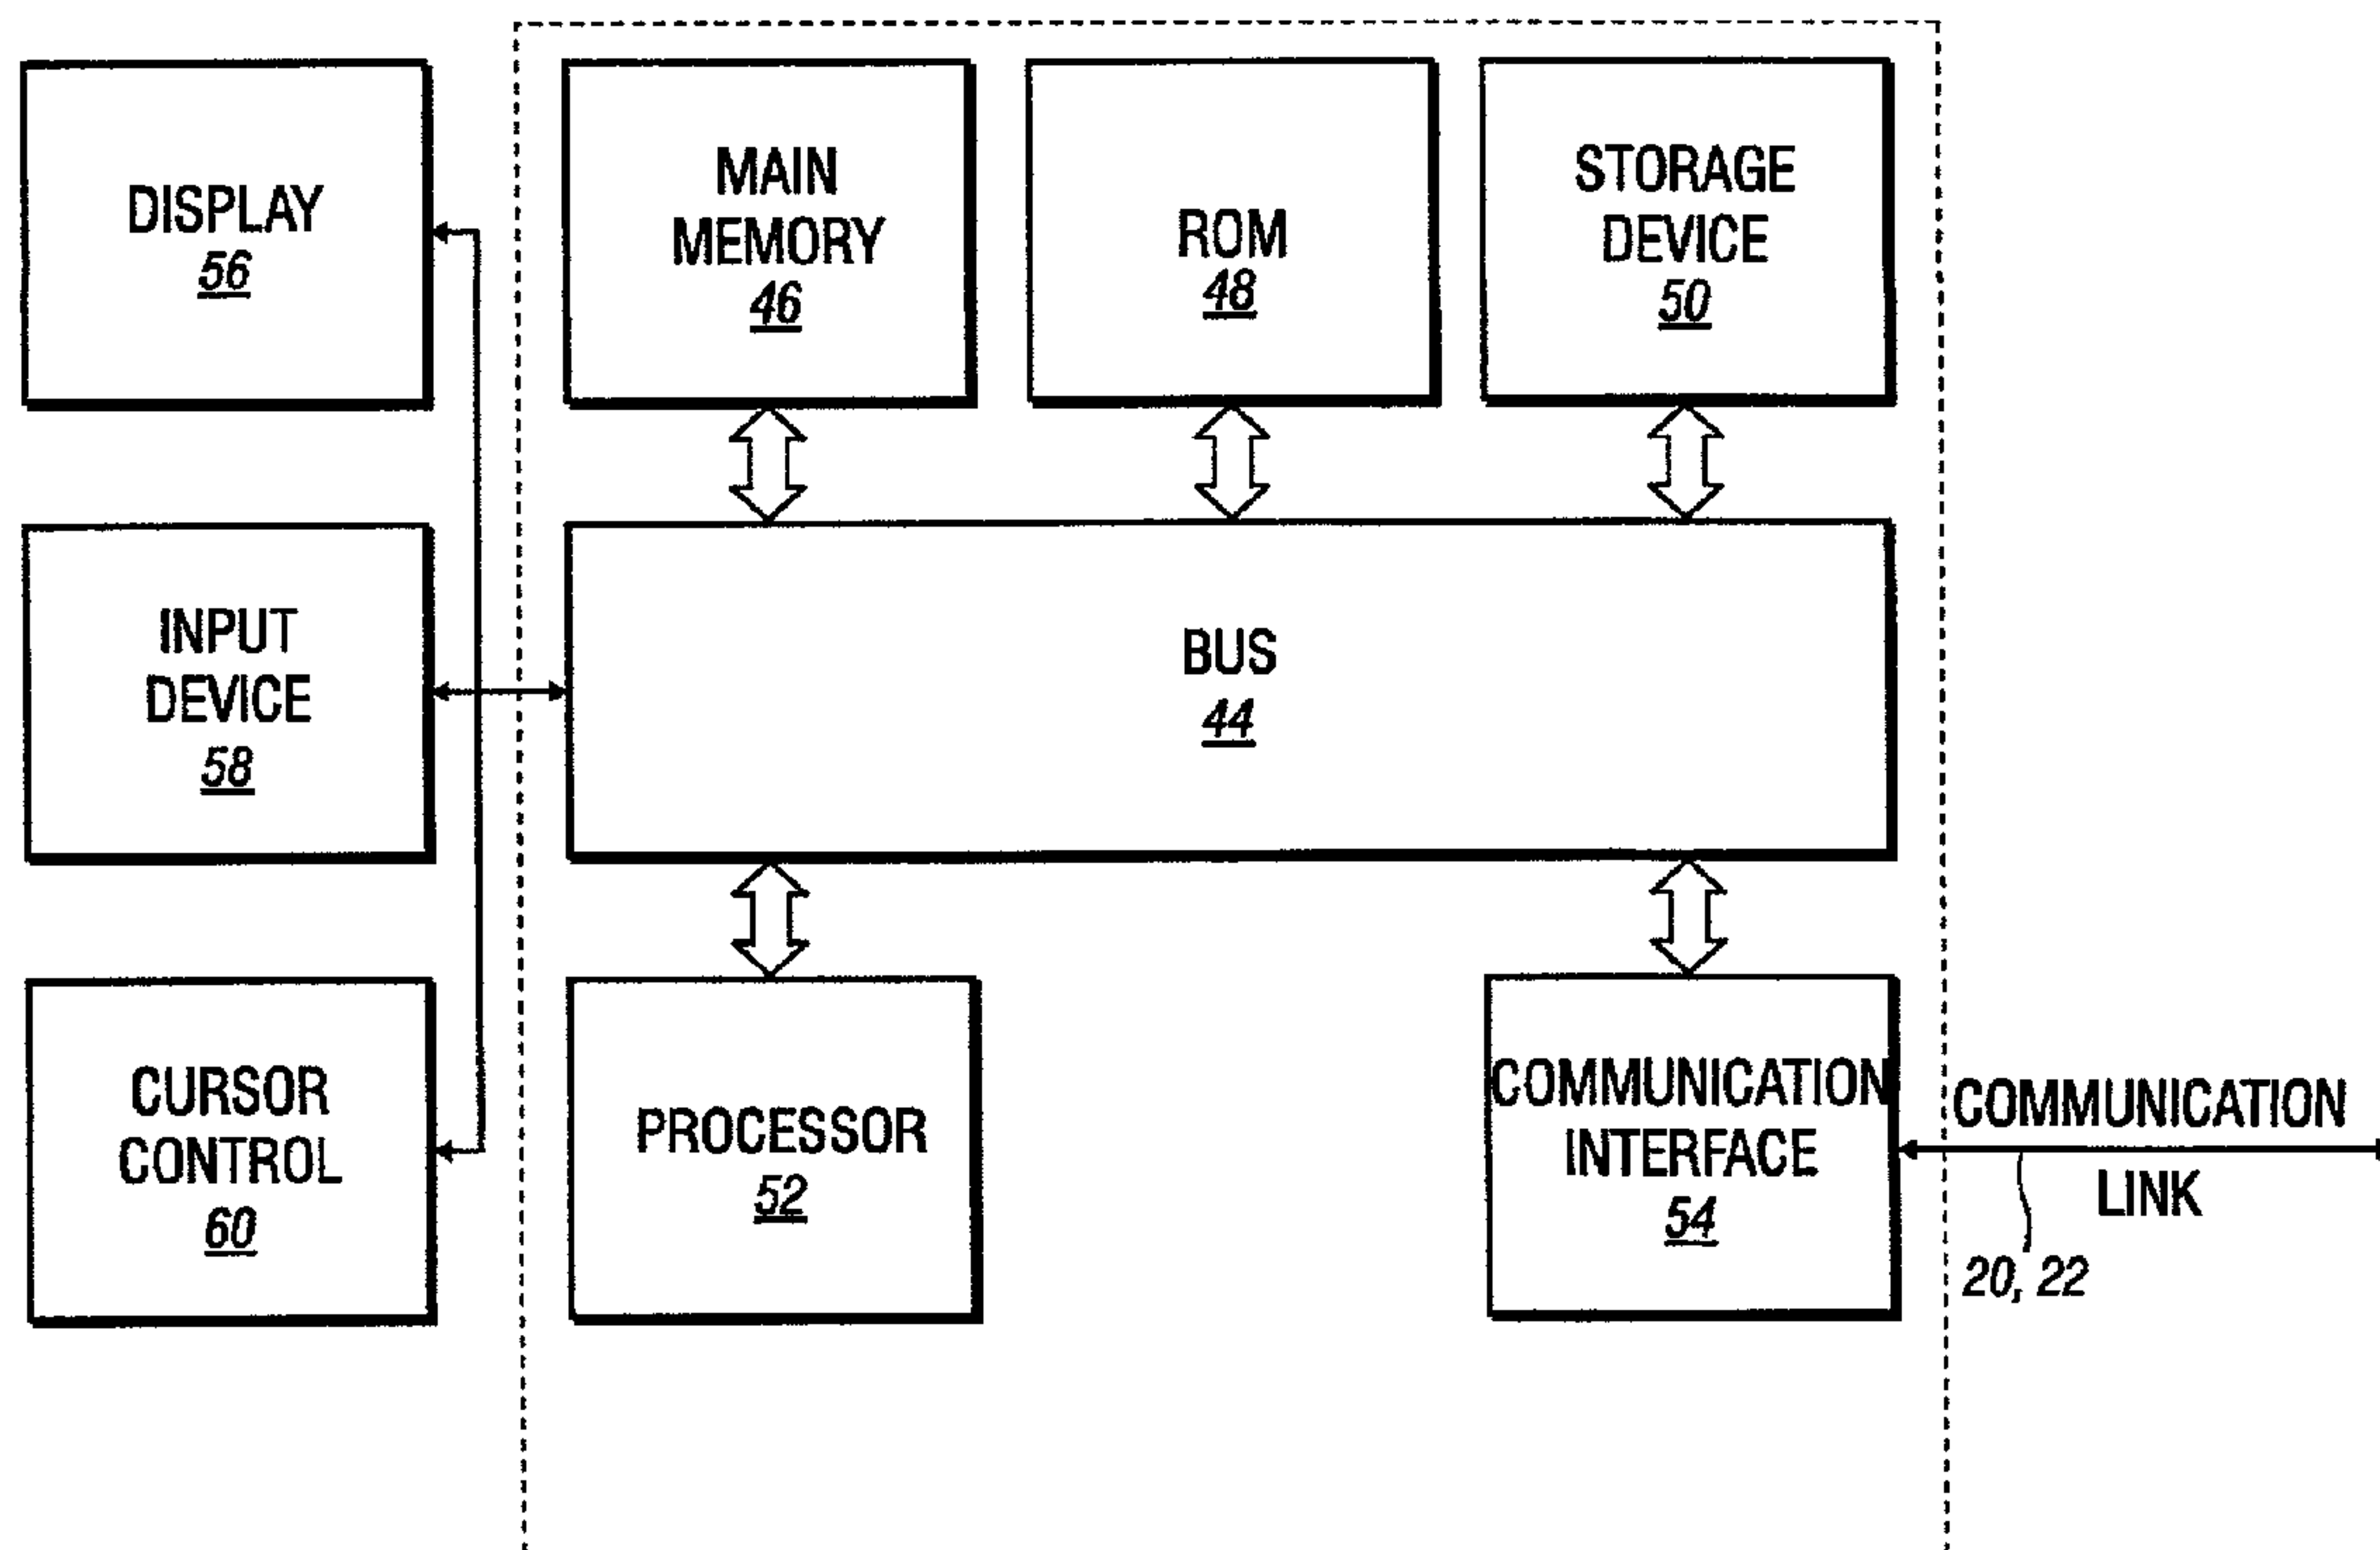 DISPLAY
56
MAIN
MEMORY
46
ROM
48
STORAGE
DEVICE
50
INPUT
DEVICE
58
BUS
44
CURSOR
CONTROL
60
PROCESSOR
52
COMMUNICATION
INTERFACE
54
COMMUNICATION
LINK
20, 22